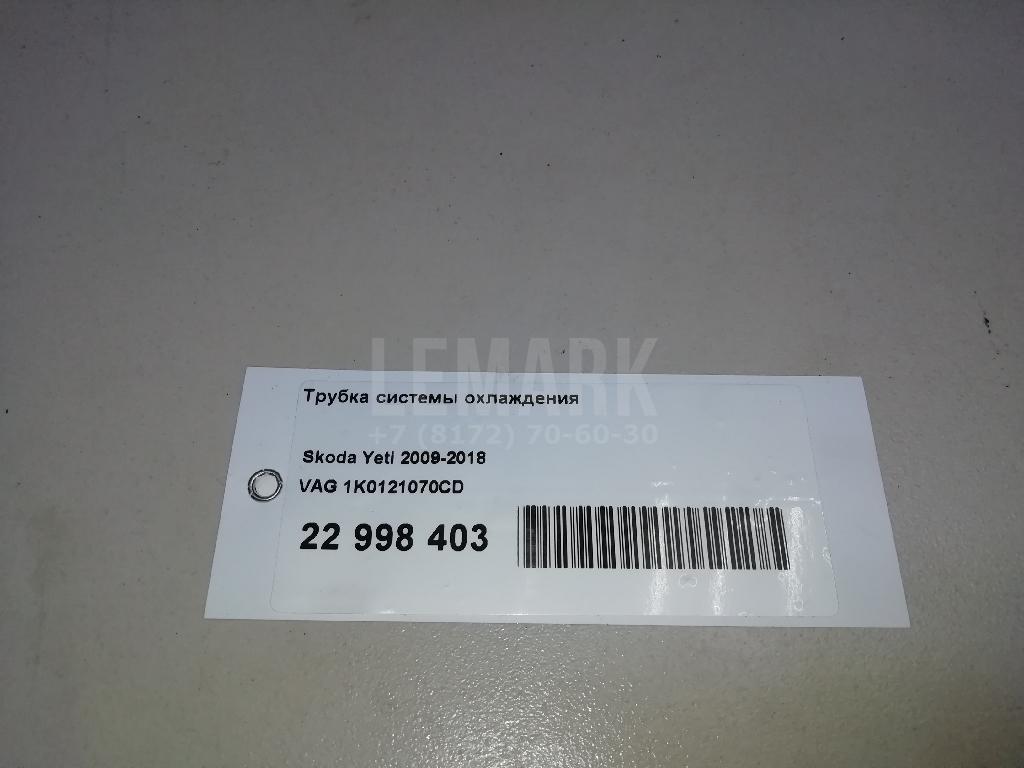 LEMARK
Трубка системы охлаждения
+7 (8172) 70-60-30
Skoda Yeti 2009-2018
VAG 1K0121070CD
22 998 403